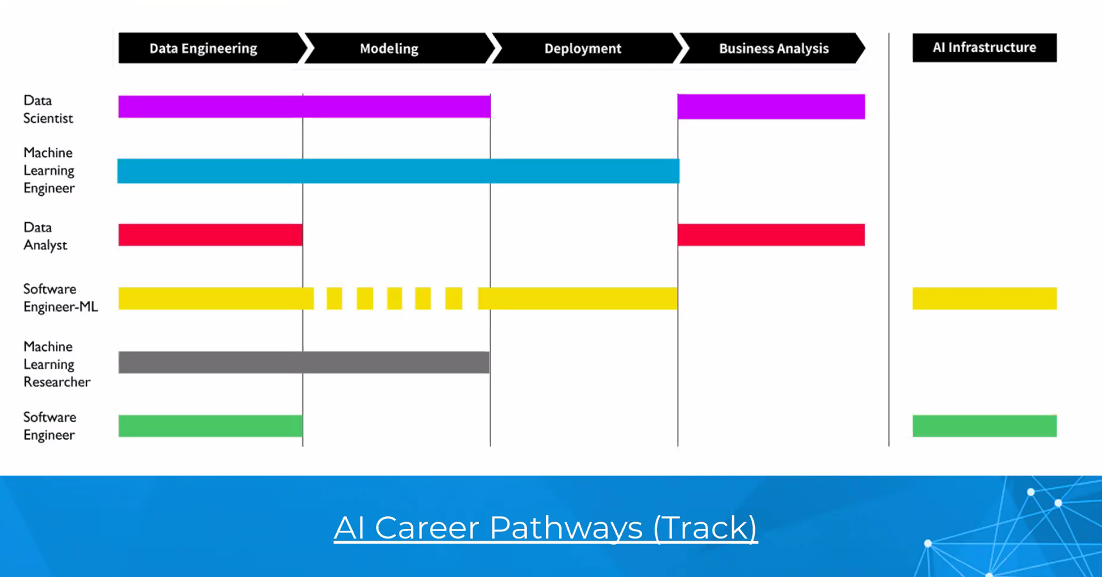 Data Engineering
Modeling
Deployment
Business Analysis
AI Infrastructure
Data
Scientist
Machine
Learning
Engineer
Data
Analyst
Software
Engineer-ML
Machine
Learning
Researcher
Software
Engineer
AI Career Pathways (Track)